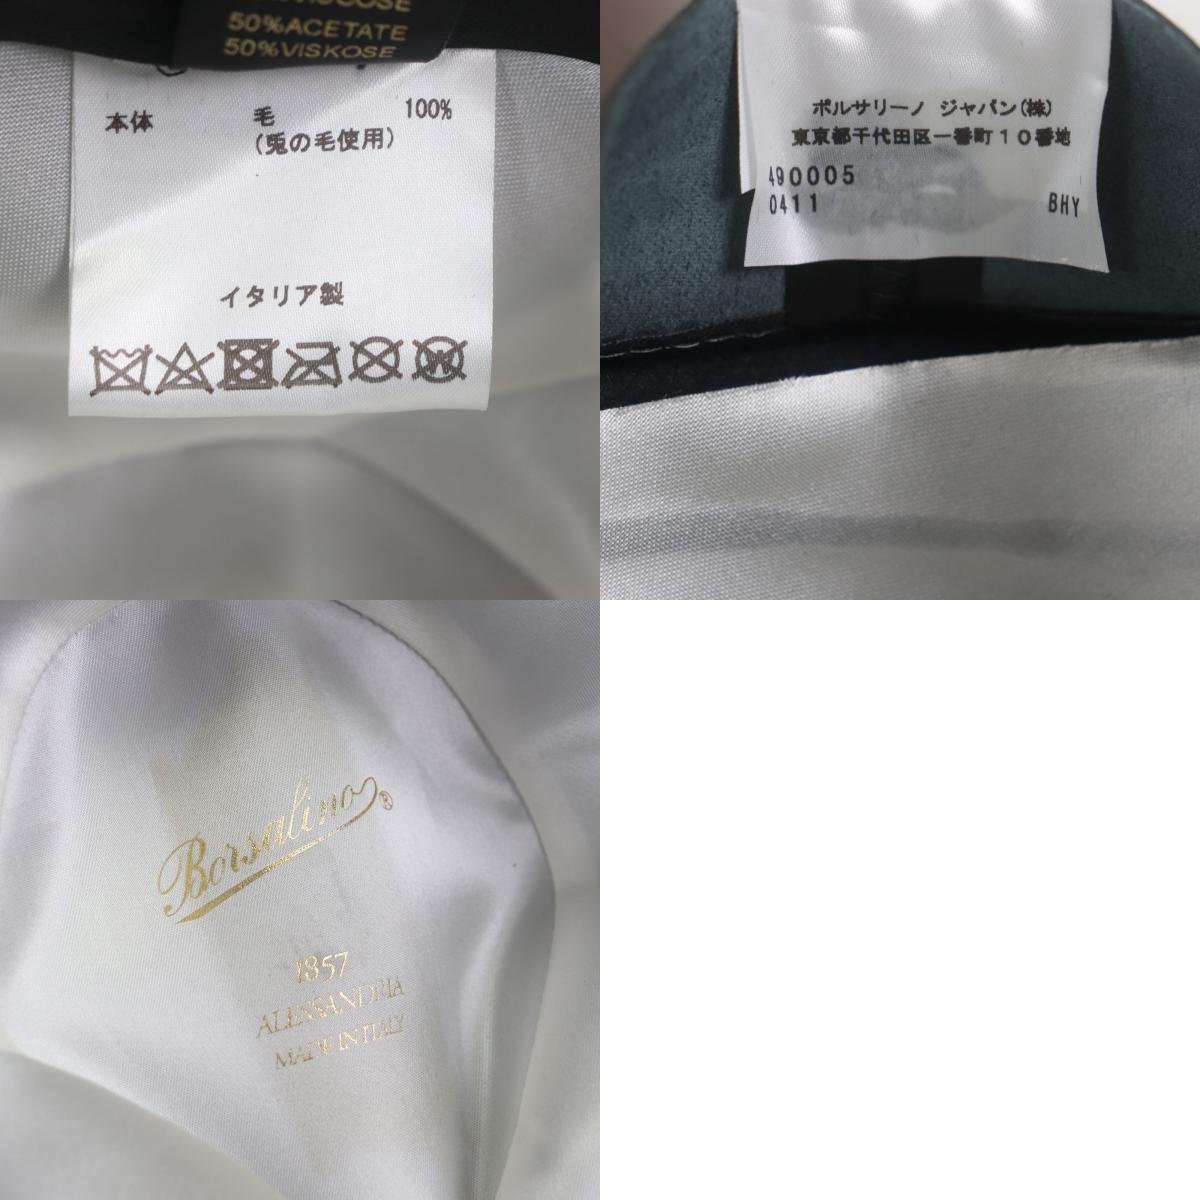 50%ACETATE
50%VISKOSE
本体 毛 100%
(兎の毛使用)
イタリア製
W
ボルサリーノ ジャパン(株)
東京都千代田区一番町10番地
490005
0411 BHY
Borsalino®
1857
ALESSANDRIA
MADE IN ITALY